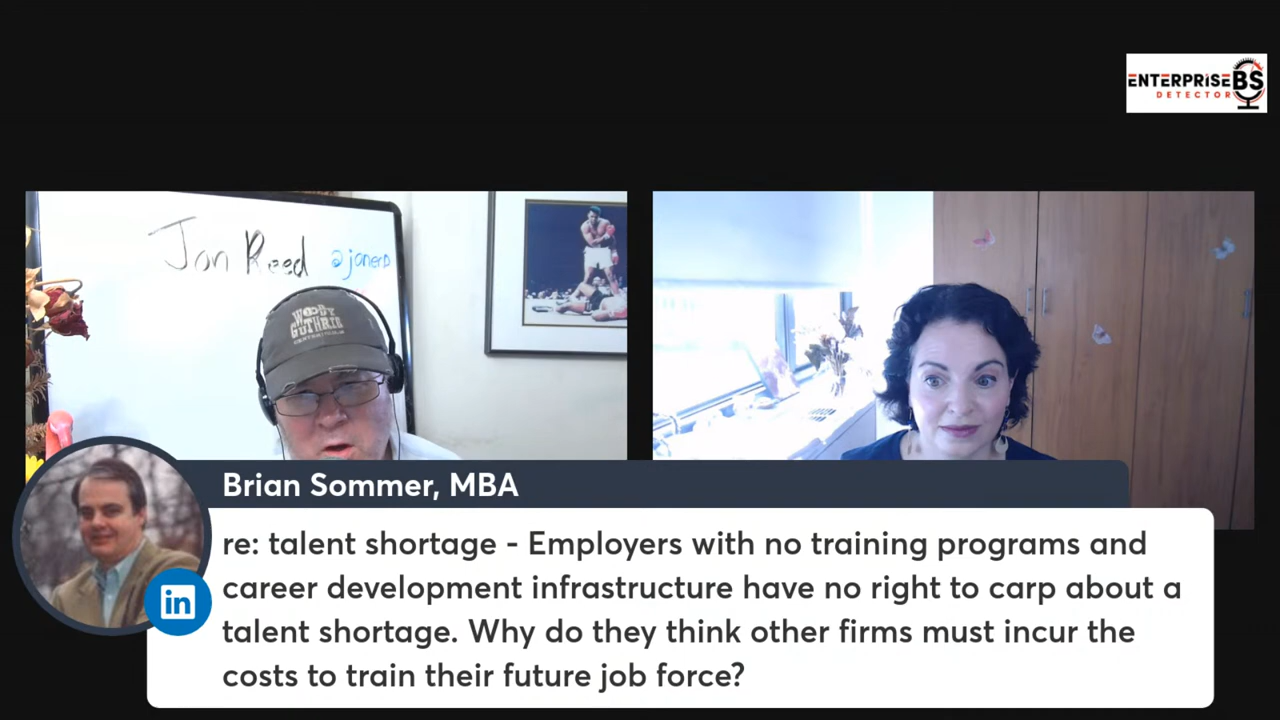 ENTERPRISE BS
DETECTOR
Jon Reed @jonerp
WOODY
GUTHRIE
Brian Sommer, MBA
in
re: talent shortage - Employers with no training programs and
career development infrastructure have no right to carp about a
talent shortage. Why do they think other firms must incur the
costs to train their future job force?